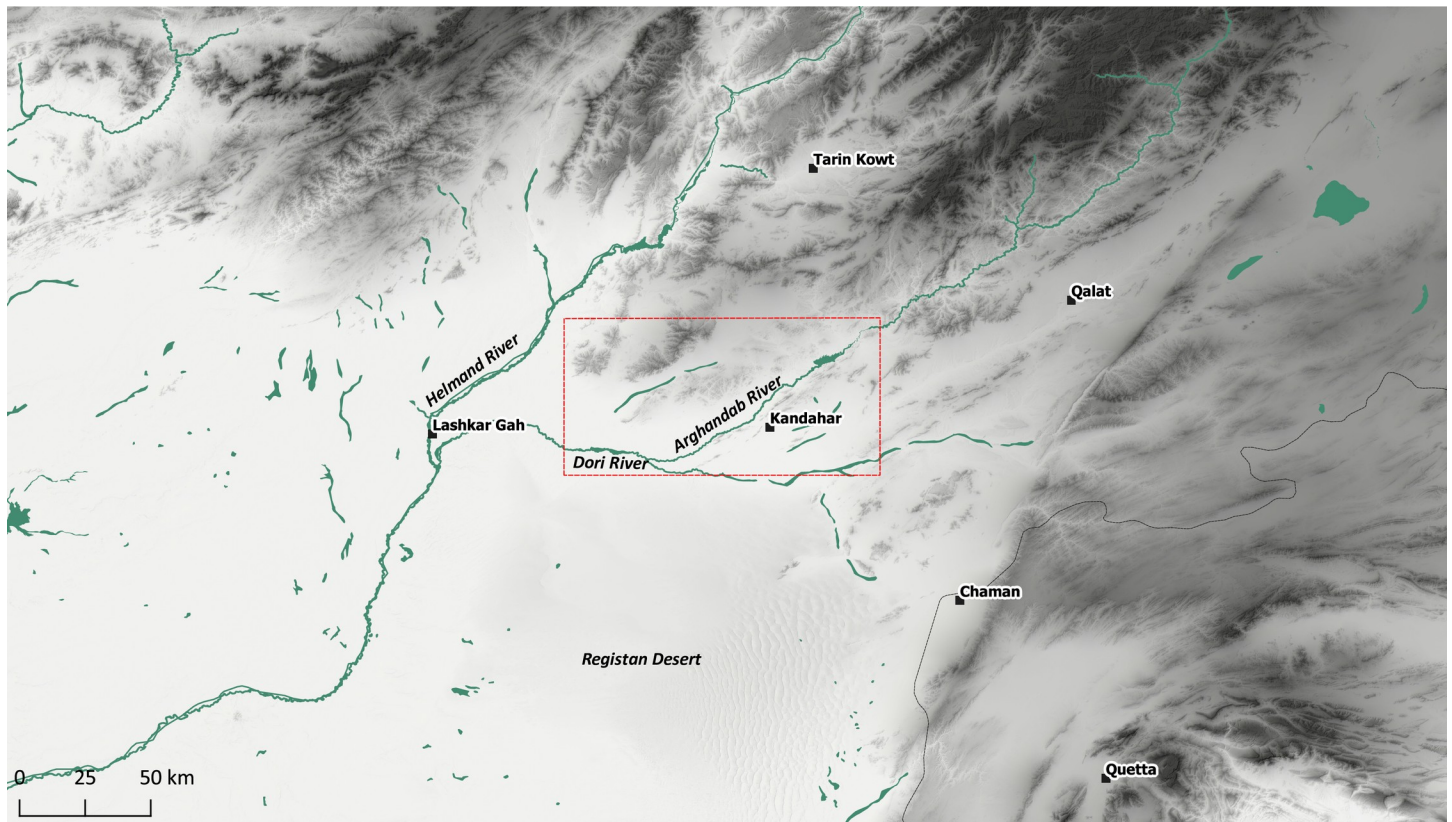 Tarin Kowt
Qalat
Helmand River
Arghandab River
Kandahar
Lashkar Gah
Dori River
Chaman
Registan Desert
Quetta
0 25 50 km